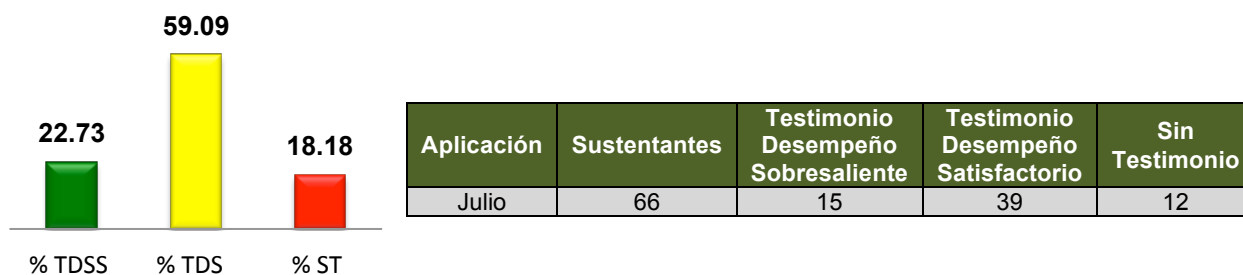 59.09
22.73
18.18
% TDSS % TDS % ST
Aplicación Sustentantes Testimonio Desempeño Sobresaliente Testimonio Desempeño Satisfactorio Sin Testimonio
Julio 66 15 39 12